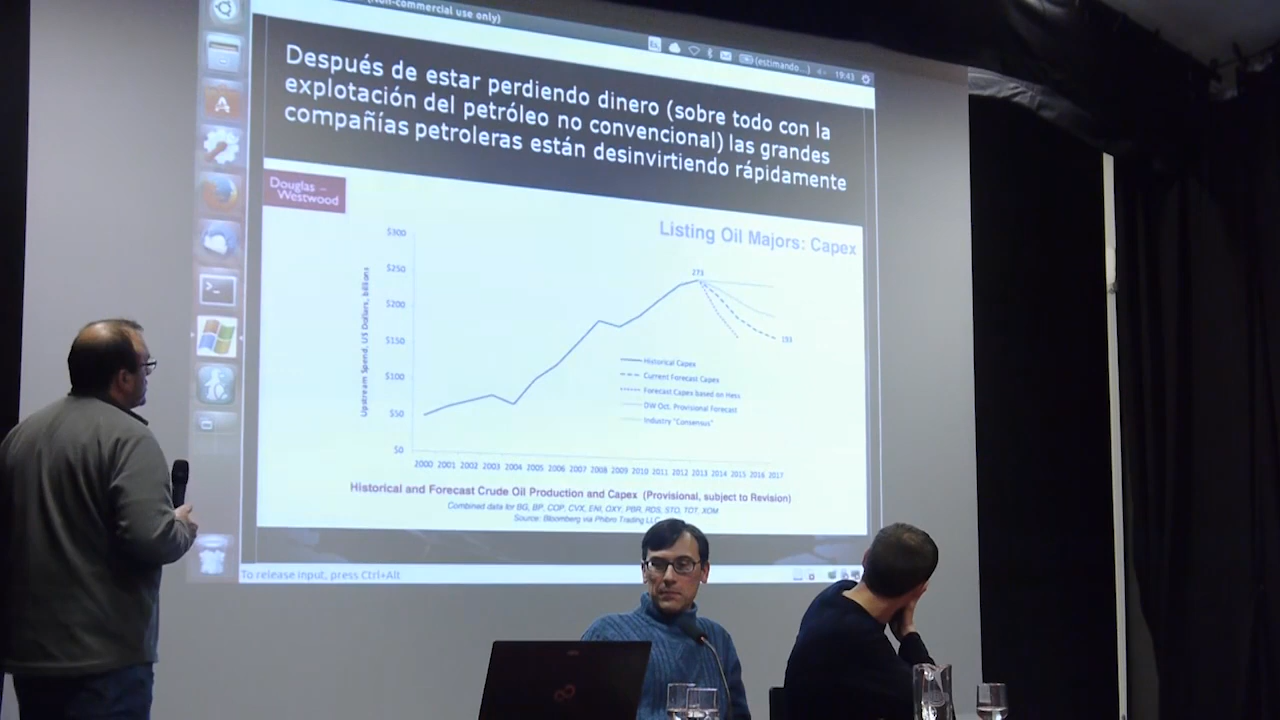 (Non-commercial use only)
(estimando...)
19:43
Después de estar perdiendo dinero (sobre todo con la
explotación del petróleo no convencional) las grandes
compañías petroleras están desinvirtiendo rápidamente
Douglas –
Westwood
Listing Oil Majors: Capex
Upstream Spend, US Dollars, billions
$300
$250
$200
$150
$100
$50
$0
273
193
Historical Capex
Current Forecast Capex
Forecast Capex based on Hess
DW Oct. Provisional Forecast
Industry "Consensus"
2000 2001 2002 2003 2004 2005 2006 2007 2008 2009 2010 2011 2012 2013 2014 2015 2016 2017
Historical and Forecast Crude Oil Production and Capex (Provisional, subject to Revision)
Combined data for BG, BP, COP, CVX, ENI, OXY, PBR, RDS, STO, TOT, XOM
Source: Bloomberg via Phibro Trading LLC
To release input, press Ctrl+Alt